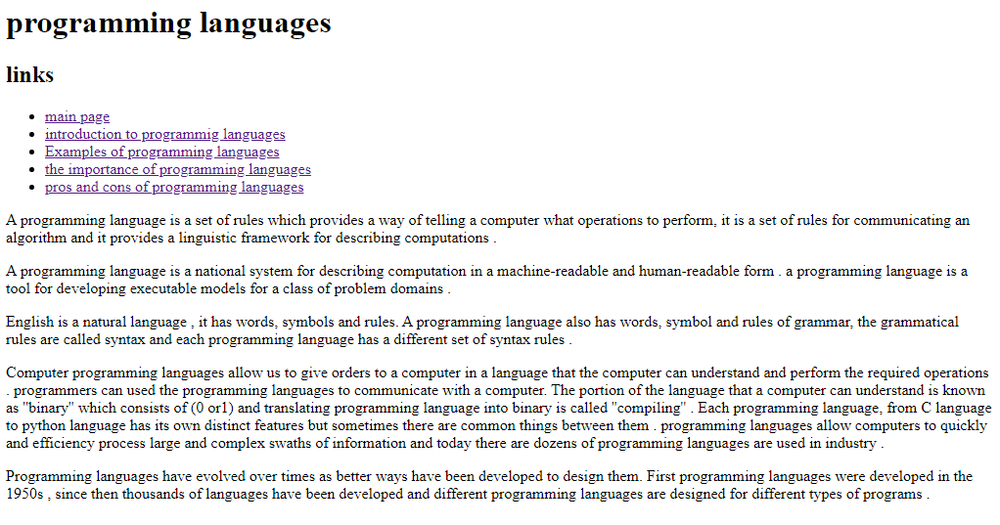 programming languages
links
main page
introduction to programmig languages
Examples of programming languages
the importance of programming languages
pros and cons of programming languages
A programming language is a set of rules which provides a way of telling a computer what operations to perform, it is a set of rules for communicating an
algorithm and it provides a linguistic framework for describing computations .
A programming language is a national system for describing computation in a machine-readable and human-readable form . a programming language is a
tool for developing executable models for a class of problem domains .
English is a natural language , it has words, symbols and rules. A programming language also has words, symbol and rules of grammar, the grammatical
rules are called syntax and each programming language has a different set of syntax rules .
Computer programming languages allow us to give orders to a computer in a language that the computer can understand and perform the required operations
. programmers can used the programming languages to communicate with a computer. The portion of the language that a computer can understand is known
as "binary" which consists of (0 or1) and translating programming language into binary is called "compiling" . Each programming language, from C language
to python language has its own distinct features but sometimes there are common things between them . programming languages allow computers to quickly
and efficiency process large and complex swaths of information and today there are dozens of programming languages are used in industry .
Programming languages have evolved over times as better ways have been developed to design them. First programming languages were developed in the
1950s , since then thousands of languages have been developed and different programming languages are designed for different types of programs .